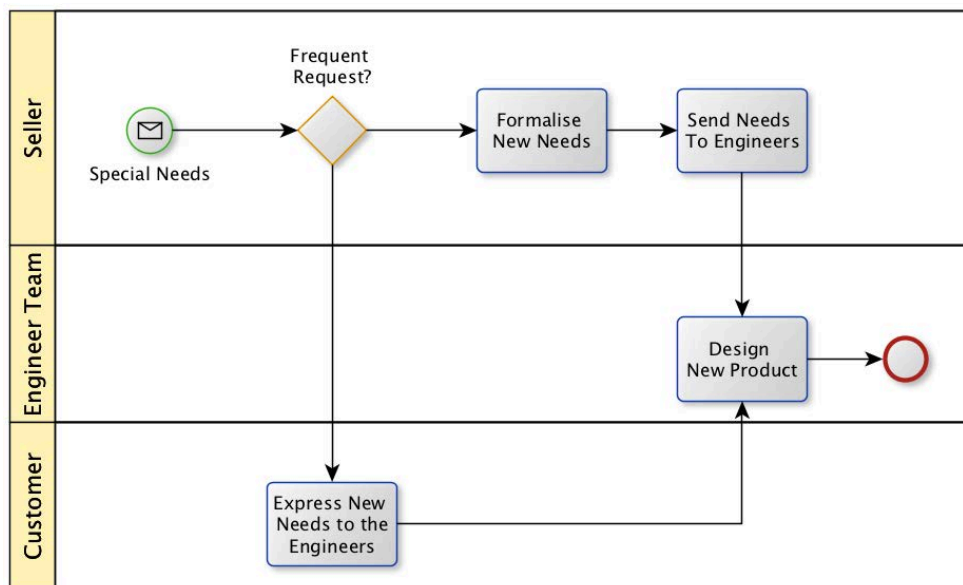 Seller
Frequent
Request?
Special Needs
Formalise
New Needs
Send Needs
To Engineers
Engineer Team
Design
New Product
Customer
Express New
Needs to the
Engineers